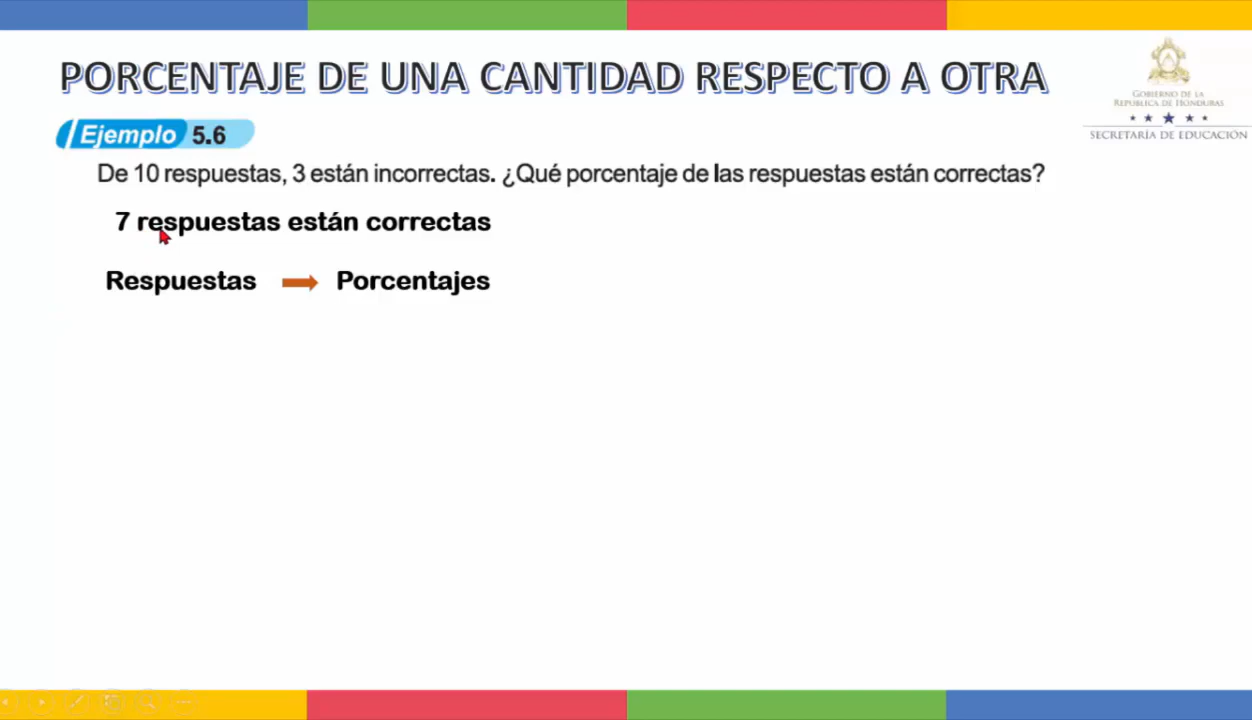 PORCENTAJE DE UNA CANTIDAD RESPECTO A OTRA
GOBIERNO DE LA
REPÚBLICA DE HONDURAS
SECRETARÍA DE EDUCACIÓN
Ejemplo 5.6
De 10 respuestas, 3 están incorrectas. ¿Qué porcentaje de las respuestas están correctas?
7 respuestas están correctas
Respuestas Porcentajes